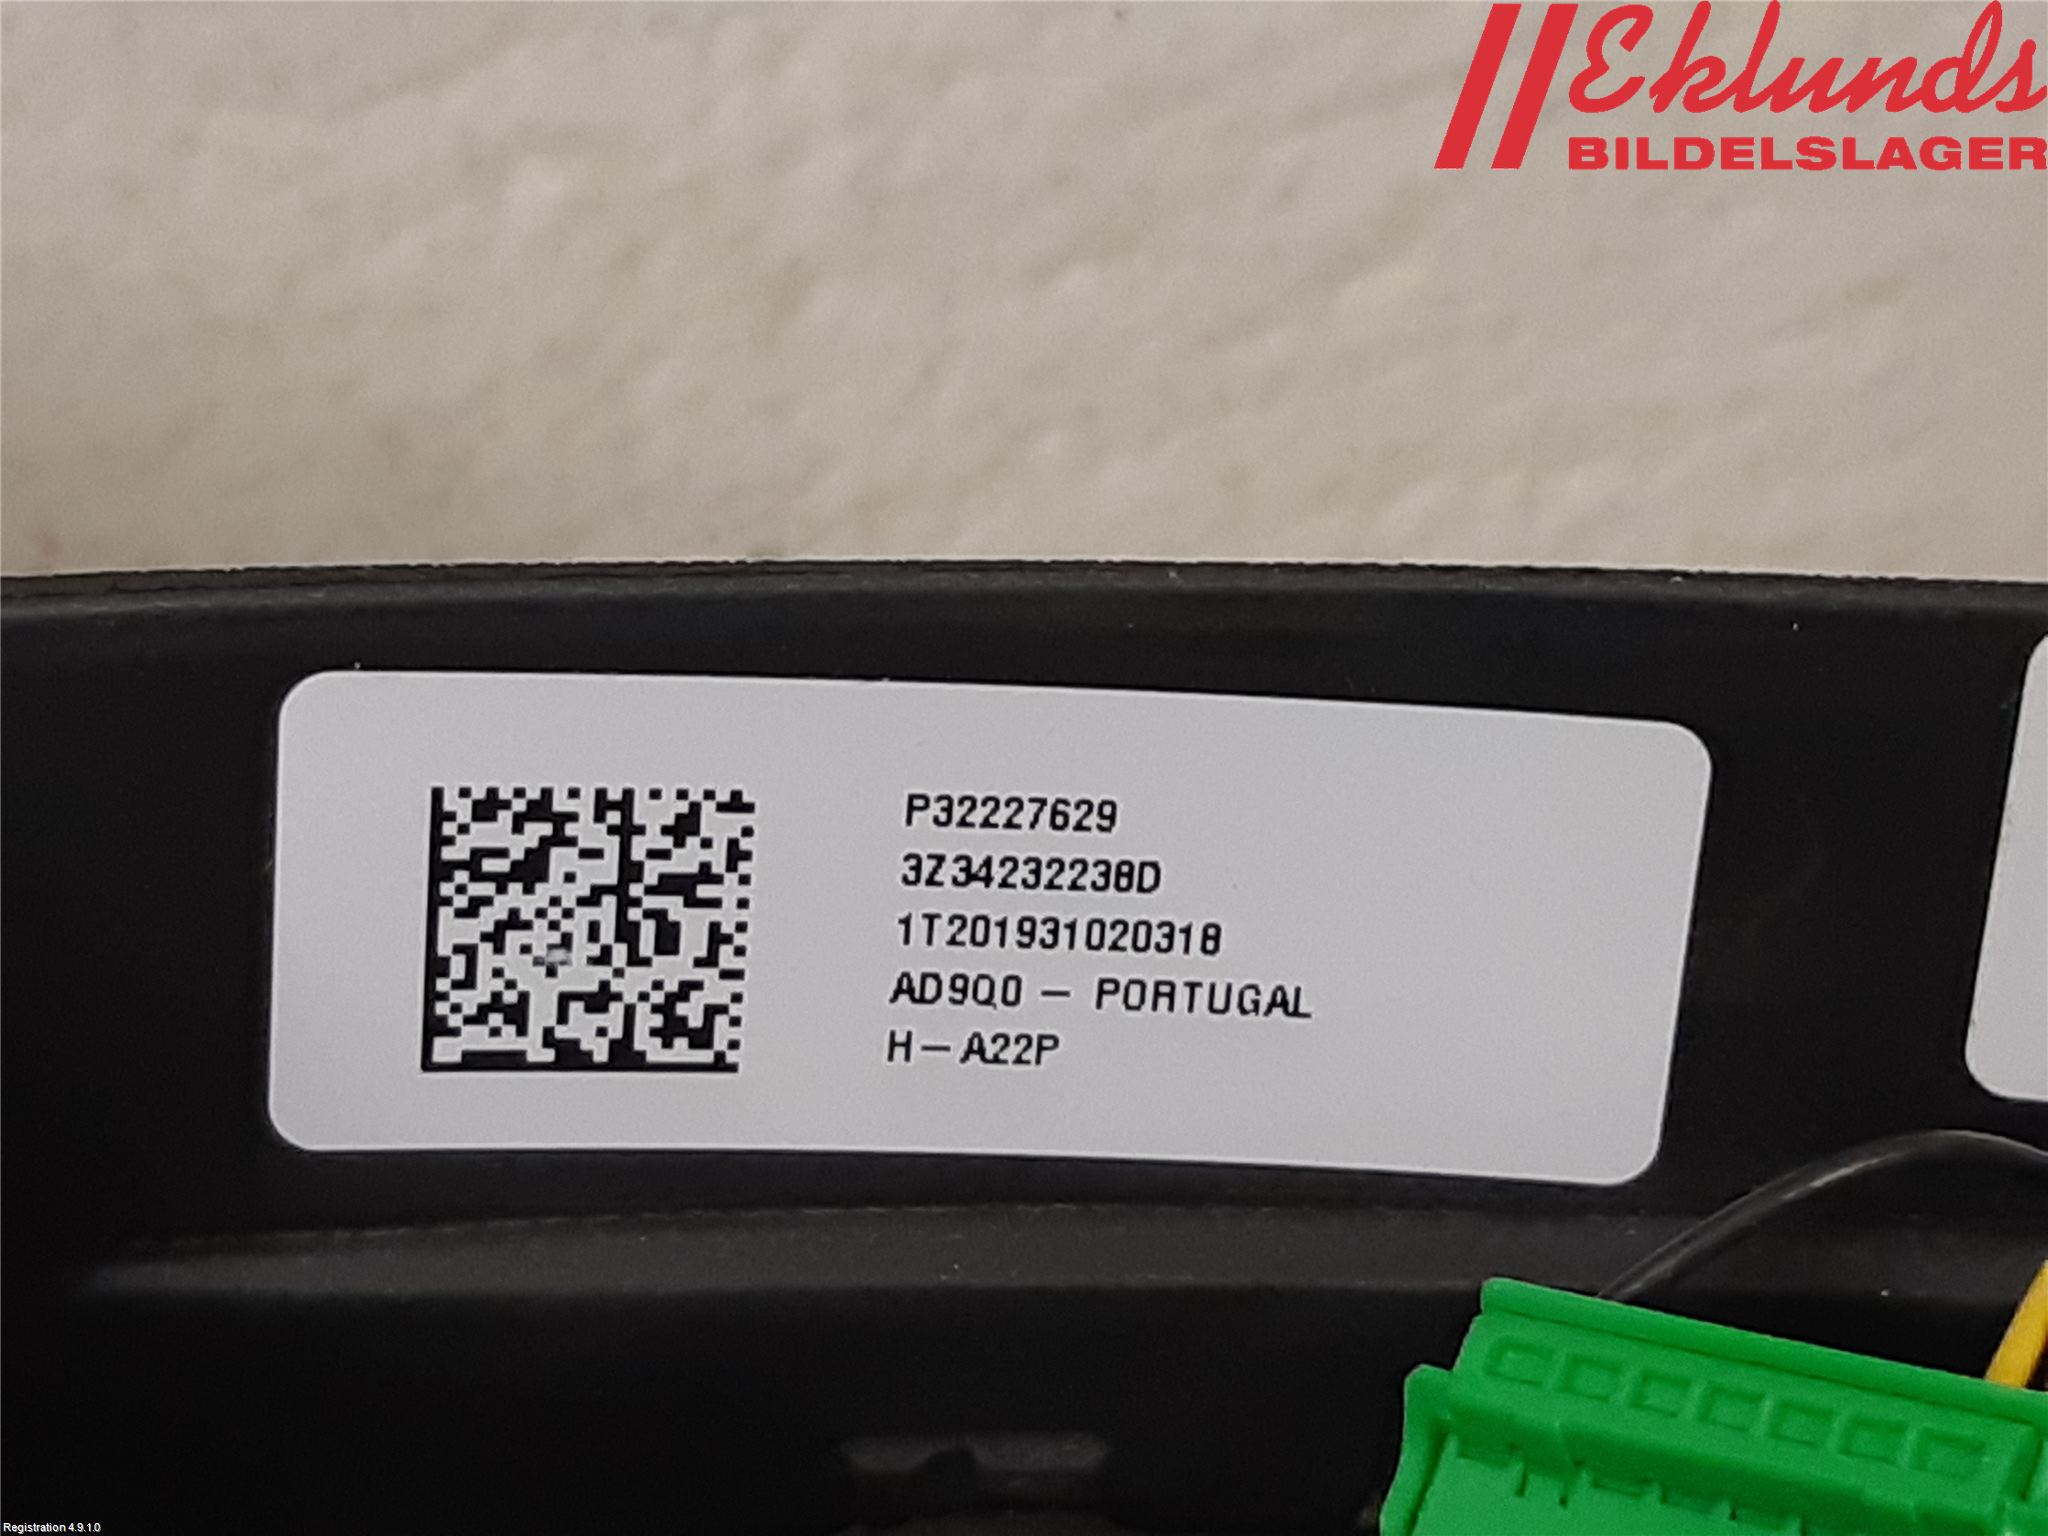 Eklunds
BILDELSLAGER
P32227629
3Z34232238D
1T201931020318
AD9Q0 – PORTUGAL
H–A22P
Registration 4.9.1.0